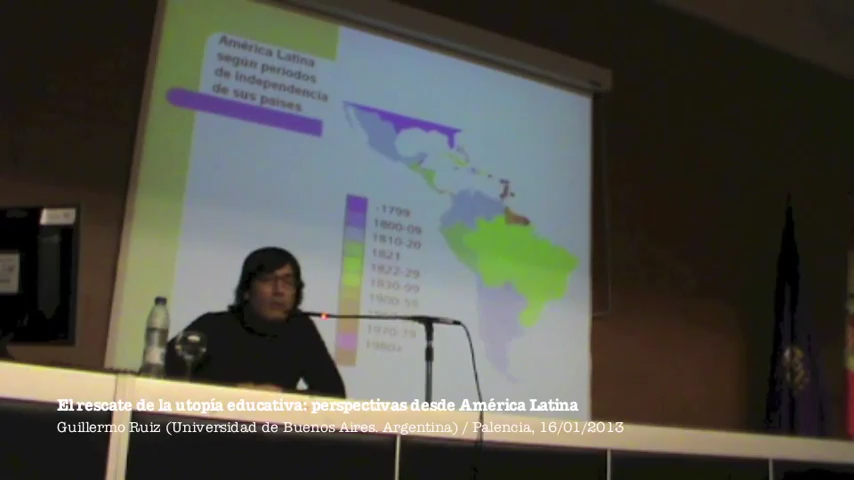 América Latina
según periodos
de independencia
de sus países
-1799
1800-09
1810-20
1821
1822-29
1830-99
1900-59
1970-79
1980+
El rescate de la utopía educativa: perspectivas desde América Latina
Guillermo Ruiz (Universidad de Buenos Aires. Argentina) / Palencia, 16/01/2013